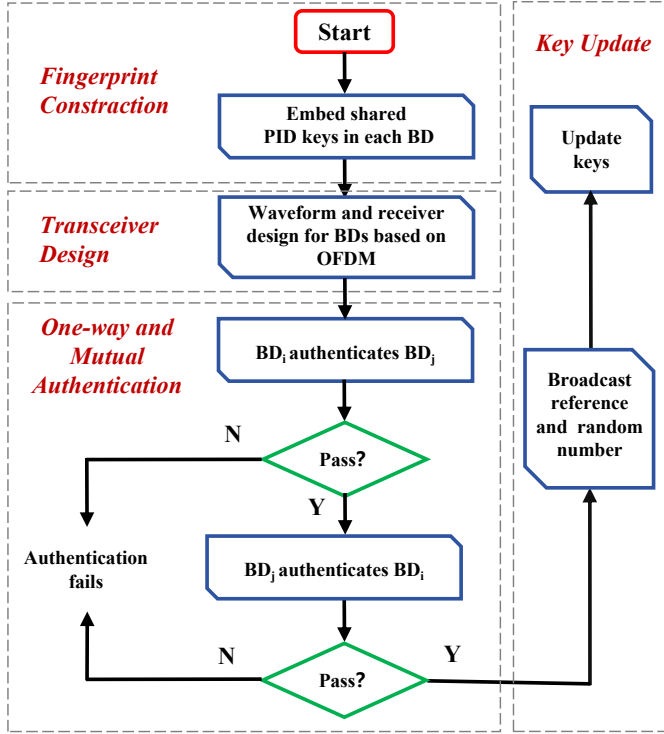 Start
Key Update
Fingerprint
Constraction
Embed shared
PID keys in each BD
Update
keys
Transceiver
Design
Waveform and receiver
design for BDs based on
OFDM
One-way and
Mutual
Authentication
BDi authenticates BDj
Broadcast
reference
and random
number
N
Pass?
Y
Authentication
fails
BDj authenticates BDi
N
Pass?
Y